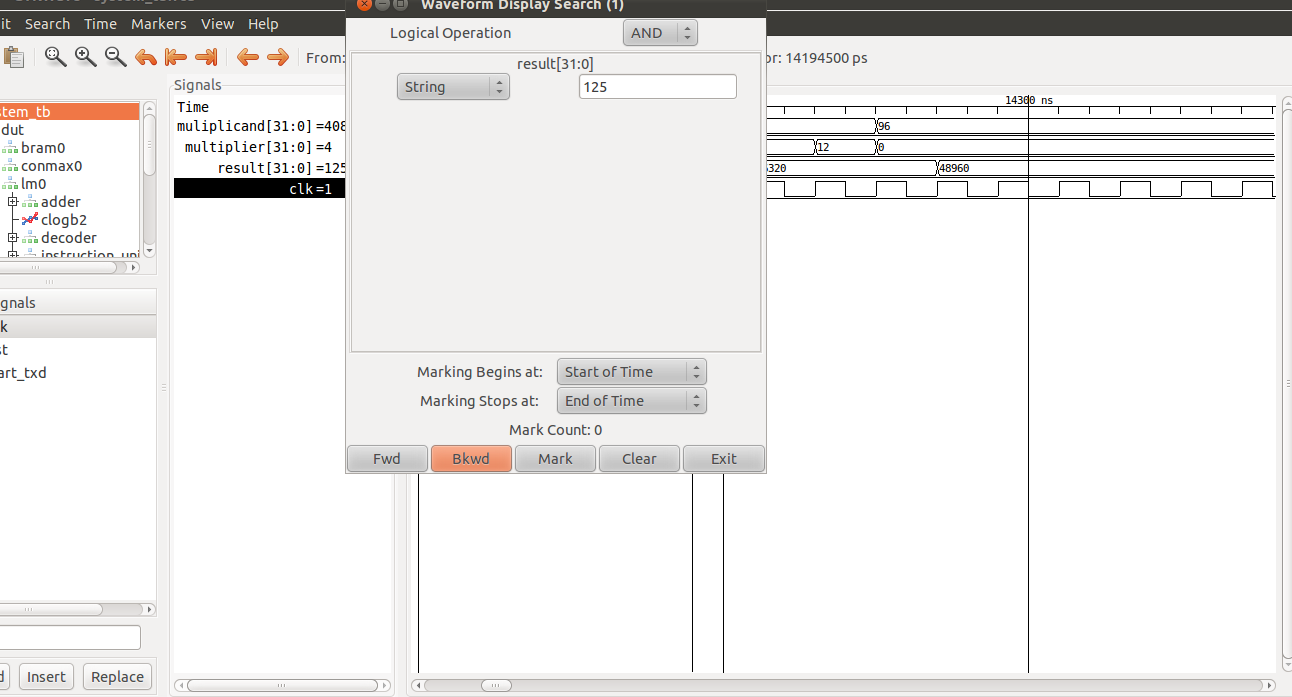 Waveform Display Search (1)
it Search Time Markers View Help
Logical Operation AND
From:
or: 14194500 ps
result[31:0]
String 125
Signals
Time
muliplicand[31:0] =408
multiplier[31:0] =4
result[31:0] =125
clk =1
14300 ns
96
12 0
320 48960
stem_tb
dut
bram0
conmax0
lm0
adder
clogb2
decoder
instruction_uni
gnals
k
st
art_txd
Marking Begins at: Start of Time
Marking Stops at: End of Time
Mark Count: 0
Fwd Bkwd Mark Clear Exit
d Insert Replace